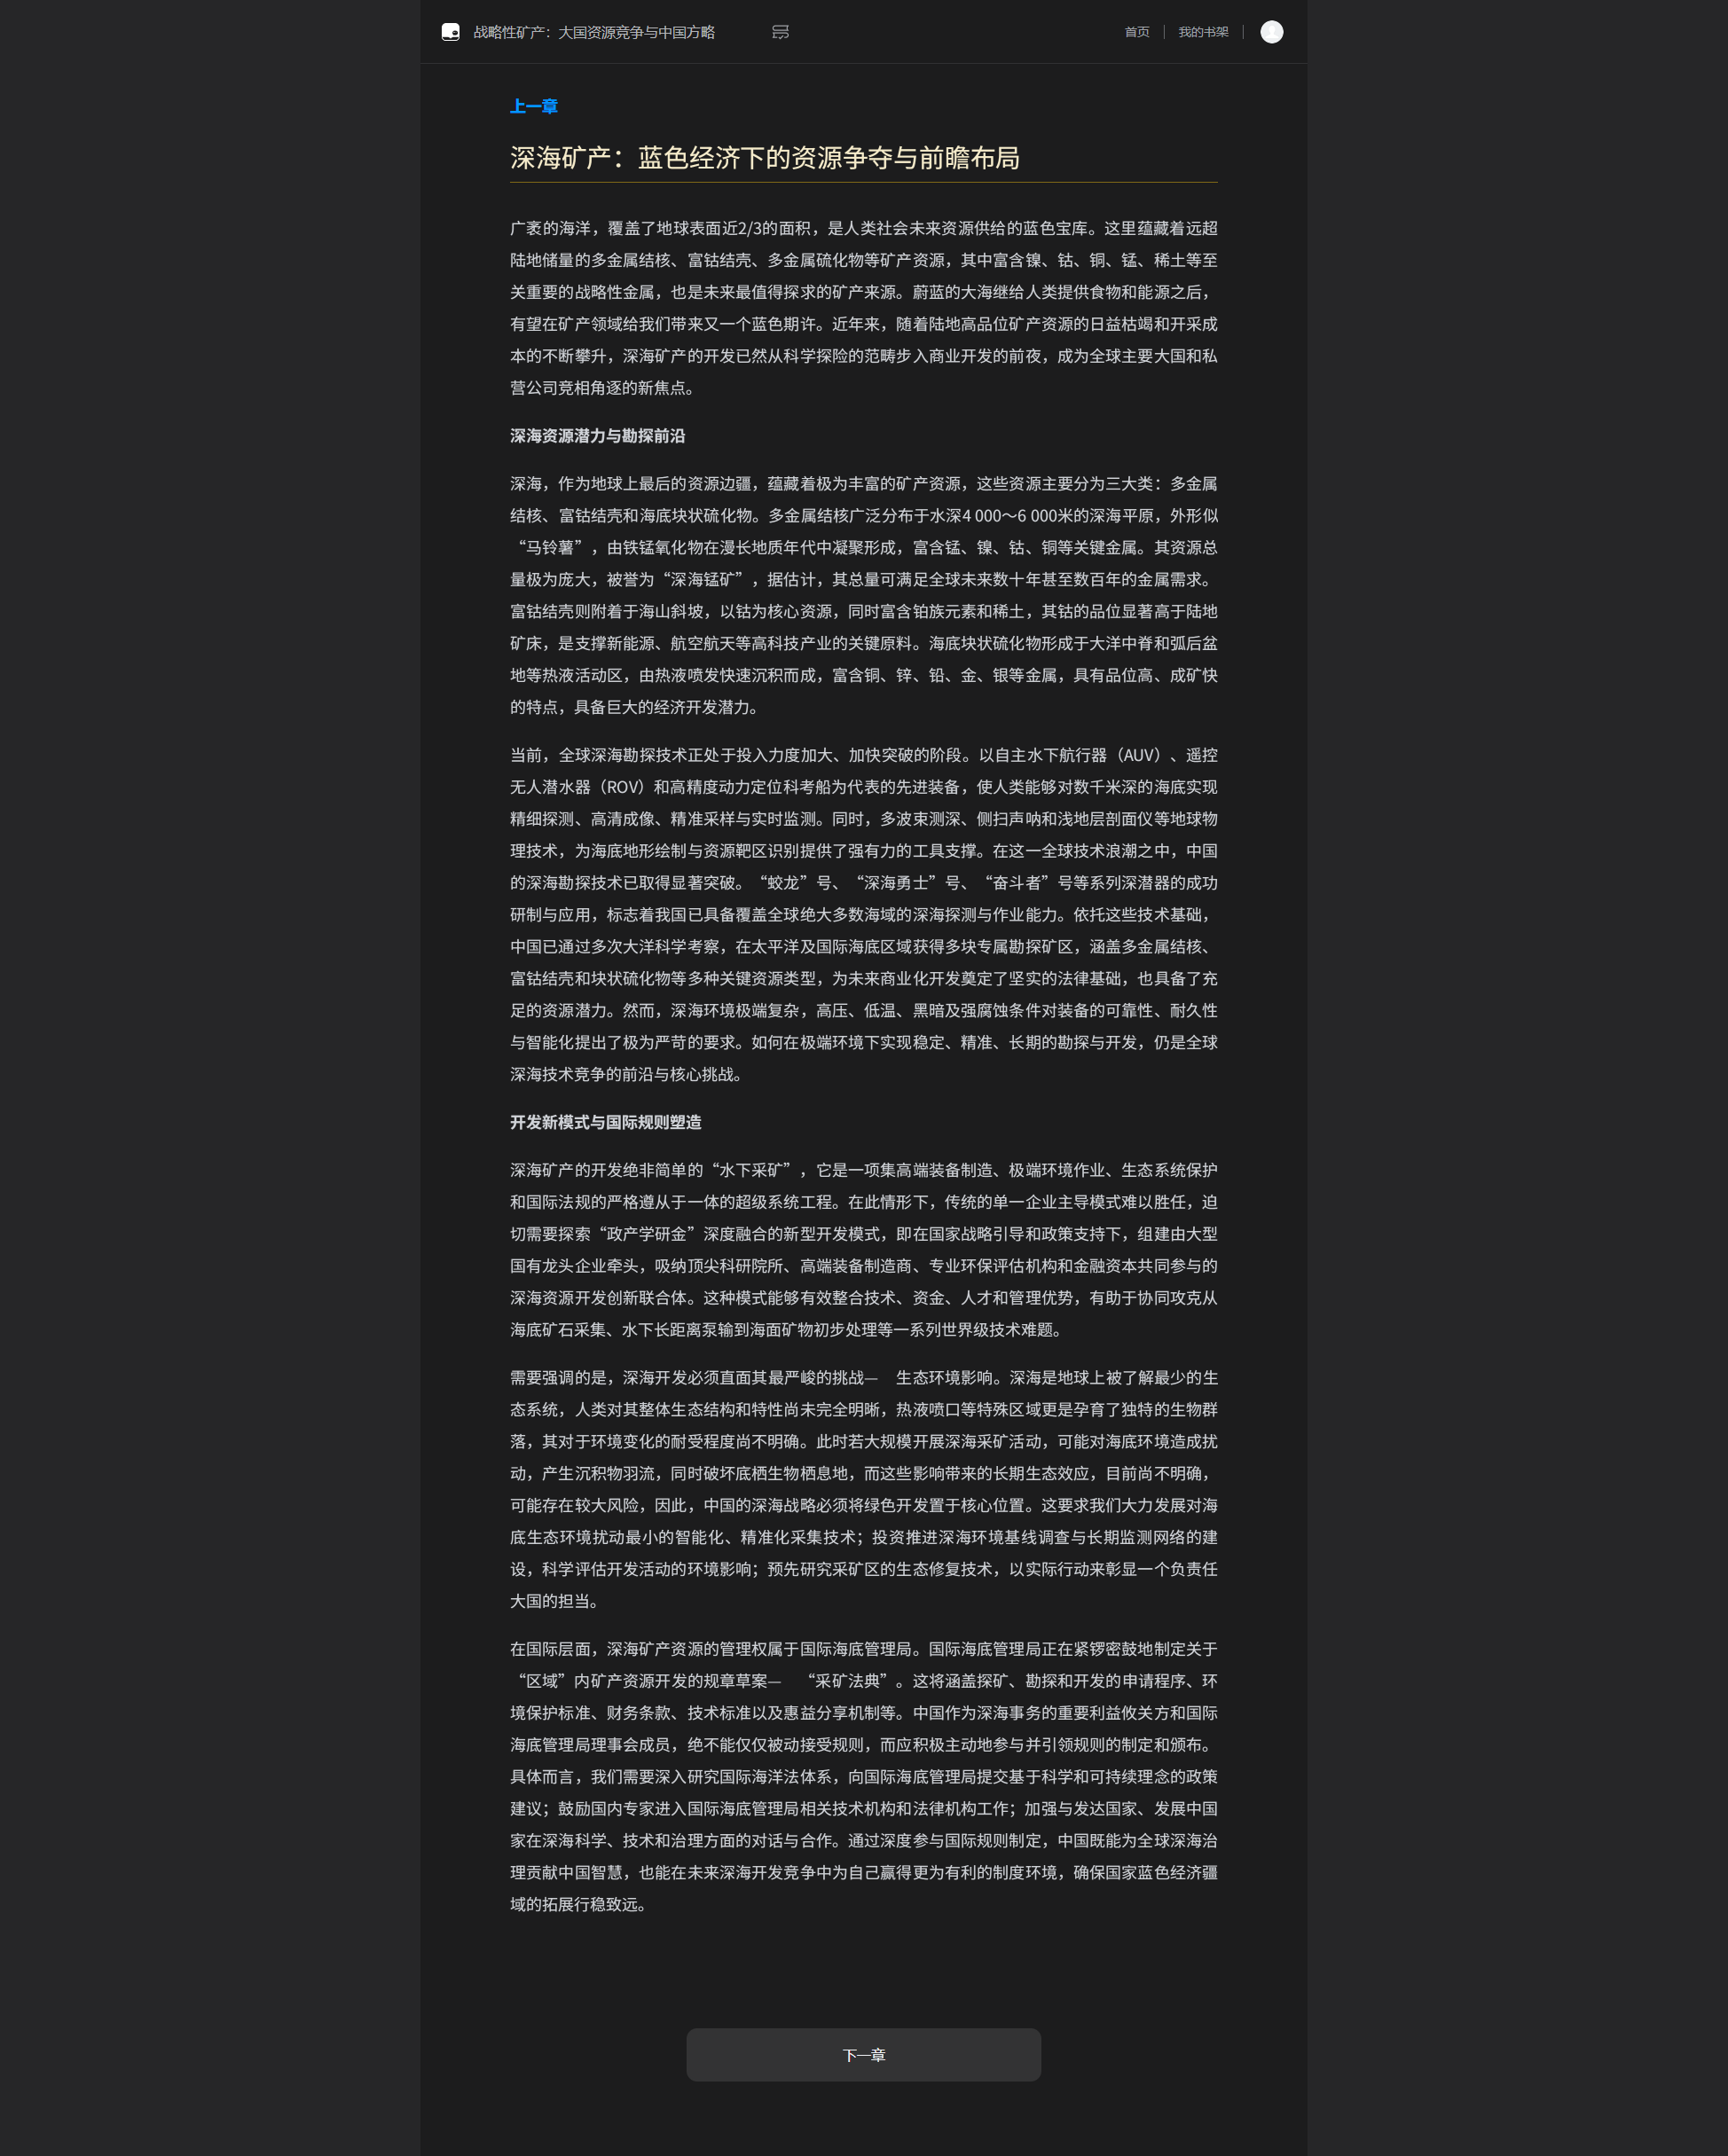 战略性矿产：大国资源竞争与中国方略
首页
我的书架
上一章
深海矿产：蓝色经济下的资源争夺与前瞻布局
广袤的海洋，覆盖了地球表面近2/3的面积，是人类社会未来资源供给的蓝色宝库。这里蕴藏着远超
陆地储量的多金属结核、富钴结壳、多金属硫化物等矿产资源，其中富含镍、钴、铜、锰、稀土等至
关重要的战略性金属，也是未来最值得探求的矿产来源。蔚蓝的大海继给人类提供食物和能源之后，
有望在矿产领域给我们带来又一个蓝色期许。近年来，随着陆地高品位矿产资源的日益枯竭和开采成
本的不断攀升，深海矿产的开发已然从科学探险的范畴步入商业开发的前夜，成为全球主要大国和私
营公司竞相角逐的新焦点。
深海资源潜力与勘探前沿
深海，作为地球上最后的资源边疆，蕴藏着极为丰富的矿产资源，这些资源主要分为三大类：多金属
结核、富钴结壳和海底块状硫化物。多金属结核广泛分布于水深4 000～6 000米的深海平原，外形似
“马铃薯”，由铁锰氧化物在漫长地质年代中凝聚形成，富含锰、镍、钴、铜等关键金属。其资源总
量极为庞大，被誉为“深海锰矿”，据估计，其总量可满足全球未来数十年甚至数百年的金属需求。
富钴结壳则附着于海山斜坡，以钴为核心资源，同时富含铂族元素和稀土，其钴的品位显著高于陆地
矿床，是支撑新能源、航空航天等高科技产业的关键原料。海底块状硫化物形成于大洋中脊和弧后盆
地等热液活动区，由热液喷发快速沉积而成，富含铜、锌、铅、金、银等金属，具有品位高、成矿快
的特点，具备巨大的经济开发潜力。
当前，全球深海勘探技术正处于投入力度加大、加快突破的阶段。以自主水下航行器（AUV）、遥控
无人潜水器（ROV）和高精度动力定位科考船为代表的先进装备，使人类能够对数千米深的海底实现
精细探测、高清成像、精准采样与实时监测。同时，多波束测深、侧扫声呐和浅地层剖面仪等地球物
理技术，为海底地形绘制与资源靶区识别提供了强有力的工具支撑。在这一全球技术浪潮之中，中国
的深海勘探技术已取得显著突破。“蛟龙”号、“深海勇士”号、“奋斗者”号等系列深潜器的成功
研制与应用，标志着我国已具备覆盖全球绝大多数海域的深海探测与作业能力。依托这些技术基础，
中国已通过多次大洋科学考察，在太平洋及国际海底区域获得多块专属勘探矿区，涵盖多金属结核、
富钴结壳和块状硫化物等多种关键资源类型，为未来商业化开发奠定了坚实的法律基础，也具备了充
足的资源潜力。然而，深海环境极端复杂，高压、低温、黑暗及强腐蚀条件对装备的可靠性、耐久性
与智能化提出了极为严苛的要求。如何在极端环境下实现稳定、精准、长期的勘探与开发，仍是全球
深海技术竞争的前沿与核心挑战。
开发新模式与国际规则塑造
深海矿产的开发绝非简单的“水下采矿”，它是一项集高端装备制造、极端环境作业、生态系统保护
和国际法规的严格遵从于一体的超级系统工程。在此情形下，传统的单一企业主导模式难以胜任，迫
切需要探索“政产学研金”深度融合的新型开发模式，即在国家战略引导和政策支持下，组建由大型
国有龙头企业牵头，吸纳顶尖科研院所、高端装备制造商、专业环保评估机构和金融资本共同参与的
深海资源开发创新联合体。这种模式能够有效整合技术、资金、人才和管理优势，有助于协同攻克从
海底矿石采集、水下长距离泵输到海面矿物初步处理等一系列世界级技术难题。
需要强调的是，深海开发必须直面其最严峻的挑战—　生态环境影响。深海是地球上被了解最少的生
态系统，人类对其整体生态结构和特性尚未完全明晰，热液喷口等特殊区域更是孕育了独特的生物群
落，其对于环境变化的耐受程度尚不明确。此时若大规模开展深海采矿活动，可能对海底环境造成扰
动，产生沉积物羽流，同时破坏底栖生物栖息地，而这些影响带来的长期生态效应，目前尚不明确，
可能存在较大风险，因此，中国的深海战略必须将绿色开发置于核心位置。这要求我们大力发展对海
底生态环境扰动最小的智能化、精准化采集技术；投资推进深海环境基线调查与长期监测网络的建
设，科学评估开发活动的环境影响；预先研究采矿区的生态修复技术，以实际行动来彰显一个负责任
大国的担当。
在国际层面，深海矿产资源的管理权属于国际海底管理局。国际海底管理局正在紧锣密鼓地制定关于
“区域”内矿产资源开发的规章草案—　“采矿法典”。这将涵盖探矿、勘探和开发的申请程序、环
境保护标准、财务条款、技术标准以及惠益分享机制等。中国作为深海事务的重要利益攸关方和国际
海底管理局理事会成员，绝不能仅仅被动接受规则，而应积极主动地参与并引领规则的制定和颁布。
具体而言，我们需要深入研究国际海洋法体系，向国际海底管理局提交基于科学和可持续理念的政策
建议；鼓励国内专家进入国际海底管理局相关技术机构和法律机构工作；加强与发达国家、发展中国
家在深海科学、技术和治理方面的对话与合作。通过深度参与国际规则制定，中国既能为全球深海治
理贡献中国智慧，也能在未来深海开发竞争中为自己赢得更为有利的制度环境，确保国家蓝色经济疆
域的拓展行稳致远。
下一章